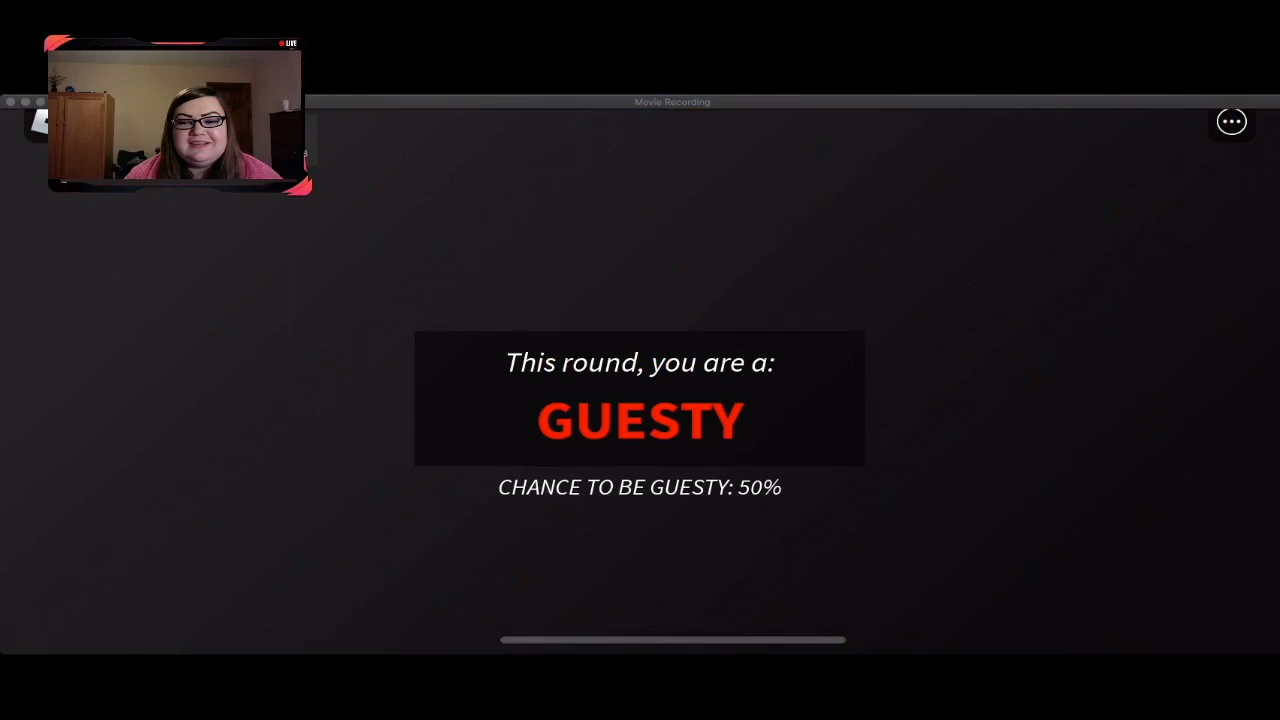 LIVE
Movie Recording
This round, you are a:
GUESTY
CHANCE TO BE GUESTY: 50%